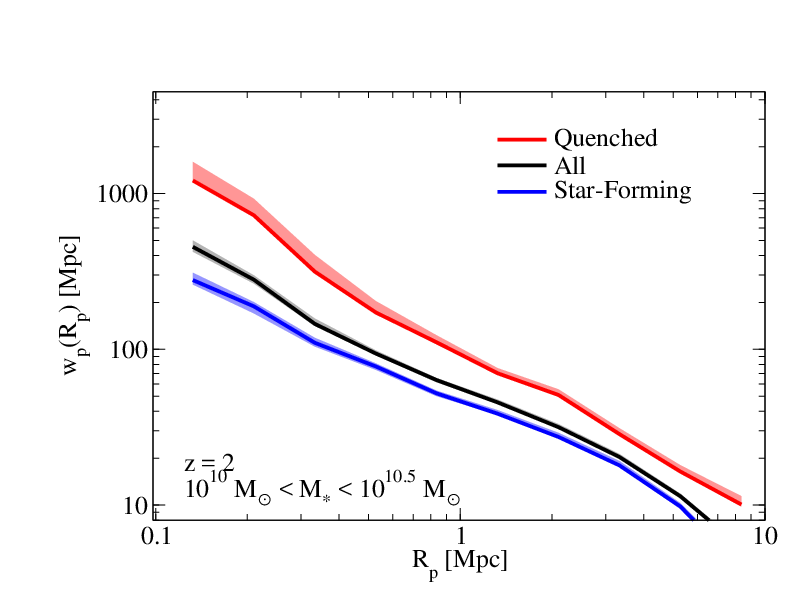 Quenched
All
Star-Forming
1000
100
10
w_p(R_p) [Mpc]
z = 2
10^10 M_⊙ < M_* < 10^10.5 M_⊙
0.1 1 10
R_p [Mpc]